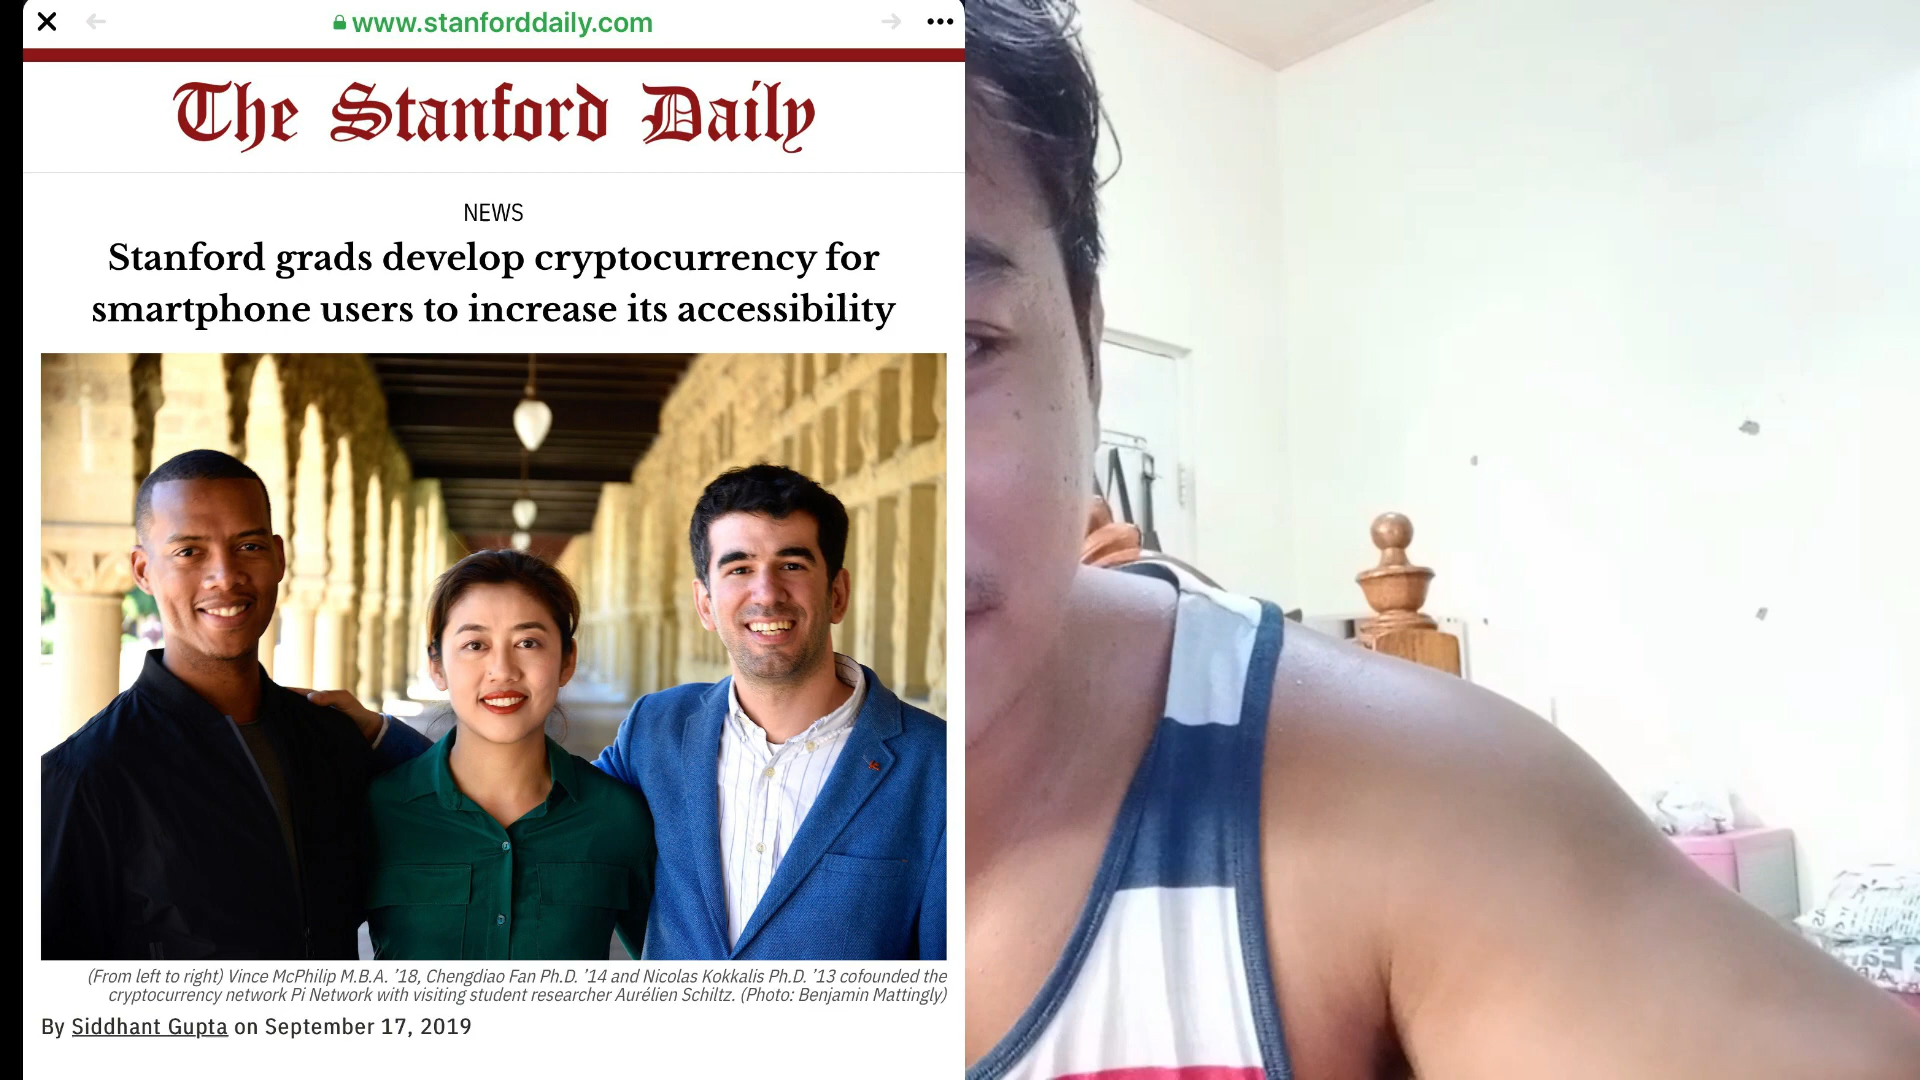 www.stanforddaily.com
The Stanford Daily
NEWS
Stanford grads develop cryptocurrency for
smartphone users to increase its accessibility
(From left to right) Vince McPhilip M.B.A. ’18, Chengdiao Fan Ph.D. ’14 and Nicolas Kokkalis Ph.D. ’13 cofounded the
cryptocurrency network Pi Network with visiting student researcher Aurélien Schiltz. (Photo: Benjamin Mattingly)
By Siddhant Gupta on September 17, 2019